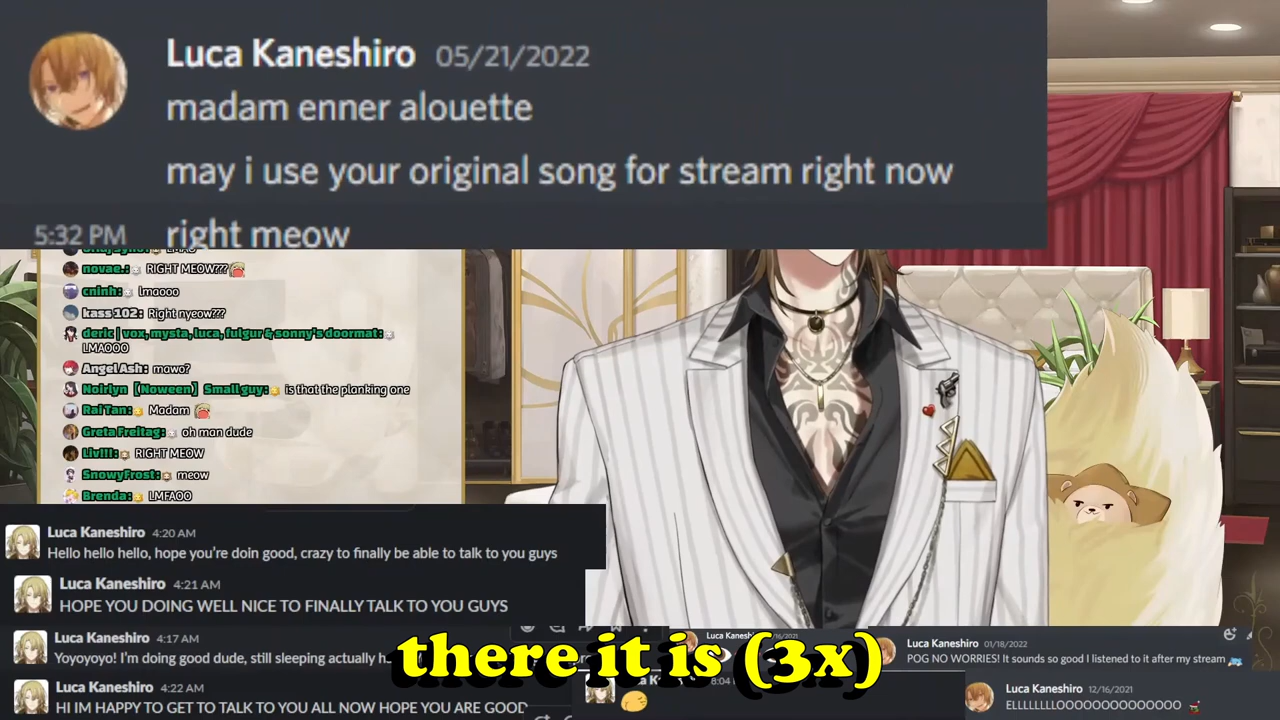 Luca Kaneshiro 05/21/2022
madam enner alouette
may i use your original song for stream right now
5:32 PM right meow
novae.: RIGHT MEOW???
cninh: lmaooo
kass 102: Right nyeow???
deric | vox, mysta, luca, fulgur & sonny's doormat:
LMAOOO
Angel Ash: mowo?
Noirlyn【Noween】Small guy: is that the planking one
Rai Tan: Madam
Greta Freitag: oh man dude
Liv!!!: RIGHT MEOW
SnowyFrost: meow
Brenda: LMFAOO
Luca Kaneshiro 4:20 AM
Hello hello hello, hope you're doin good, crazy to finally be able to talk to you guys
Luca Kaneshiro 4:21 AM
HOPE YOU DOING WELL NICE TO FINALLY TALK TO YOU GUYS
Luca Kaneshiro 4:17 AM
Yoyoyoyo! I'm doing good dude, still sleeping actually
Luca Kaneshiro 4:22 AM
HI IM HAPPY TO GET TO TALK TO YOU ALL NOW HOPE YOU ARE GOOD
there it is (3x)
Luca Kaneshiro 01/18/2022
POG NO WORRIES! It sounds so good I listened to it after my stream
8:04
Luca Kaneshiro 12/16/2021
ELLLLLLLLOOOOOOOOOOOOOO